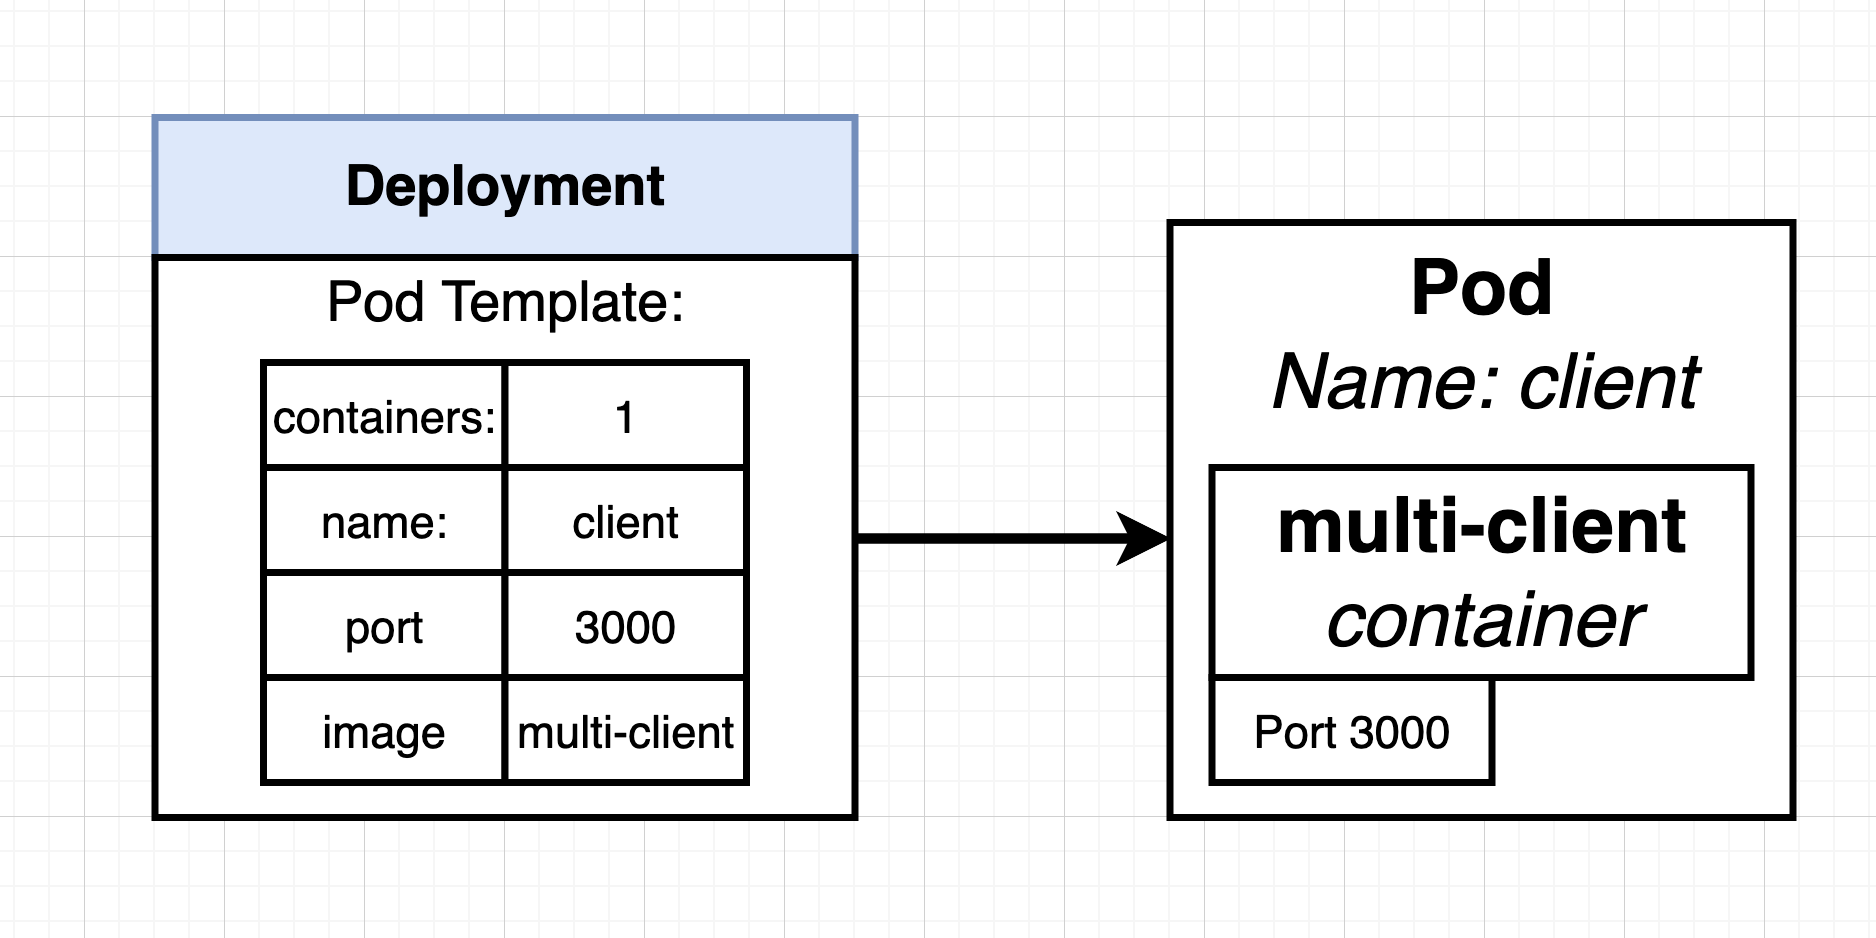 Deployment
Pod Template:
containers: 1
name: client
port 3000
image multi-client
Pod
Name: client
multi-client
container
Port 3000